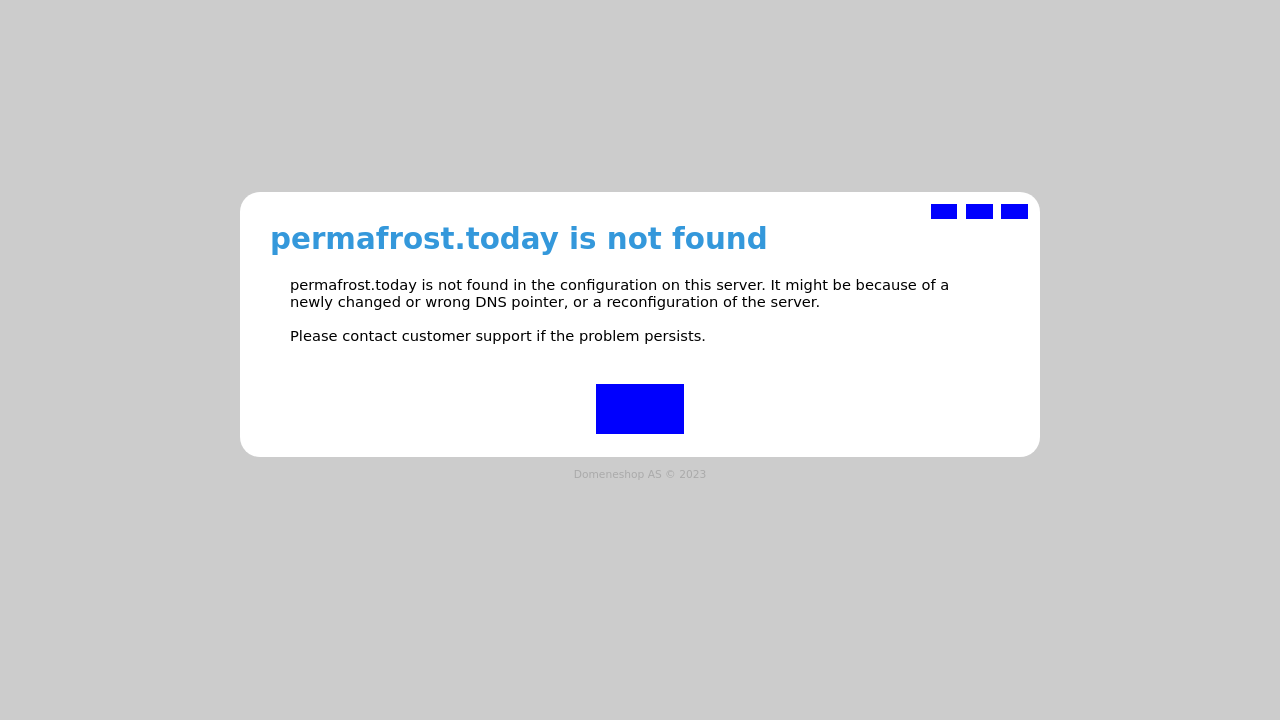 permafrost.today is not found
permafrost.today is not found in the configuration on this server. It might be because of a
newly changed or wrong DNS pointer, or a reconfiguration of the server.
Please contact customer support if the problem persists.
Domeneshop AS © 2023